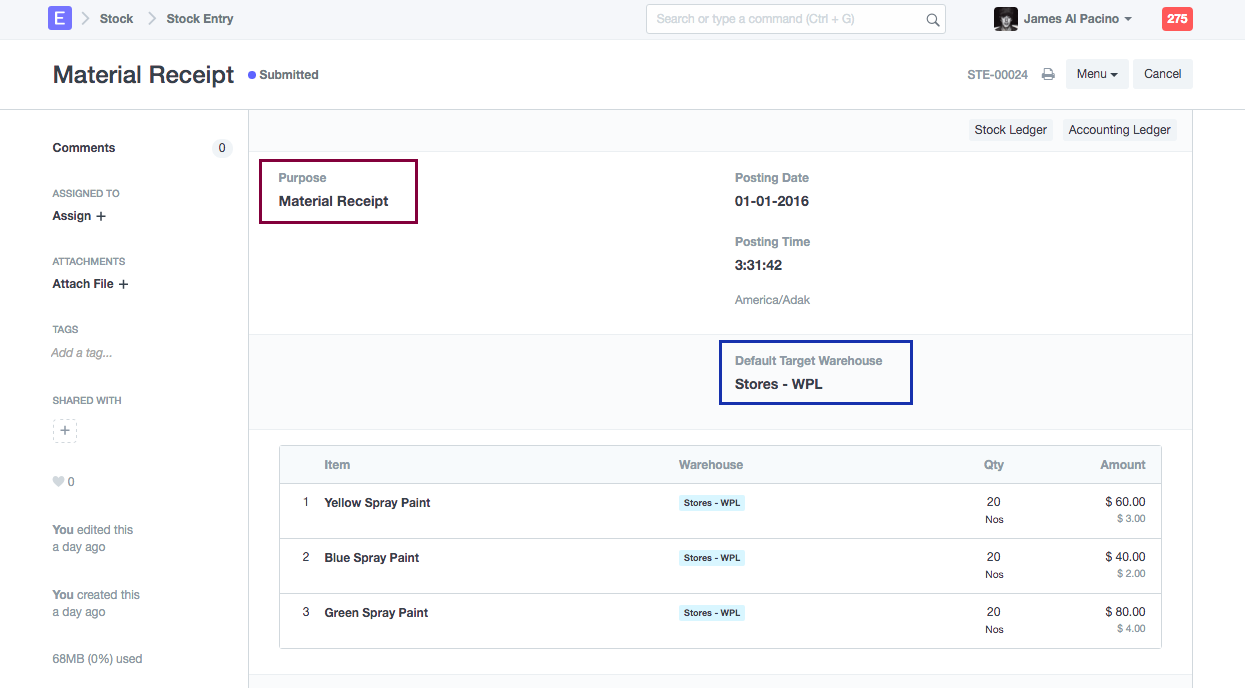 E Stock Stock Entry Search or type a command (Ctrl + G) James Al Pacino 275
Material Receipt Submitted STE-00024 Menu Cancel
Comments 0
ASSIGNED TO
Assign +
ATTACHMENTS
Attach File +
TAGS
Add a tag...
SHARED WITH
+
0
You edited this
a day ago
You created this
a day ago
68MB (0%) used
Stock Ledger Accounting Ledger
Purpose
Material Receipt
Posting Date
01-01-2016
Posting Time
3:31:42
America/Adak
Default Target Warehouse
Stores - WPL
Item Warehouse Qty Amount
1 Yellow Spray Paint Stores - WPL 20 $ 60.00
Nos $ 3.00
2 Blue Spray Paint Stores - WPL 20 $ 40.00
Nos $ 2.00
3 Green Spray Paint Stores - WPL 20 $ 80.00
Nos $ 4.00